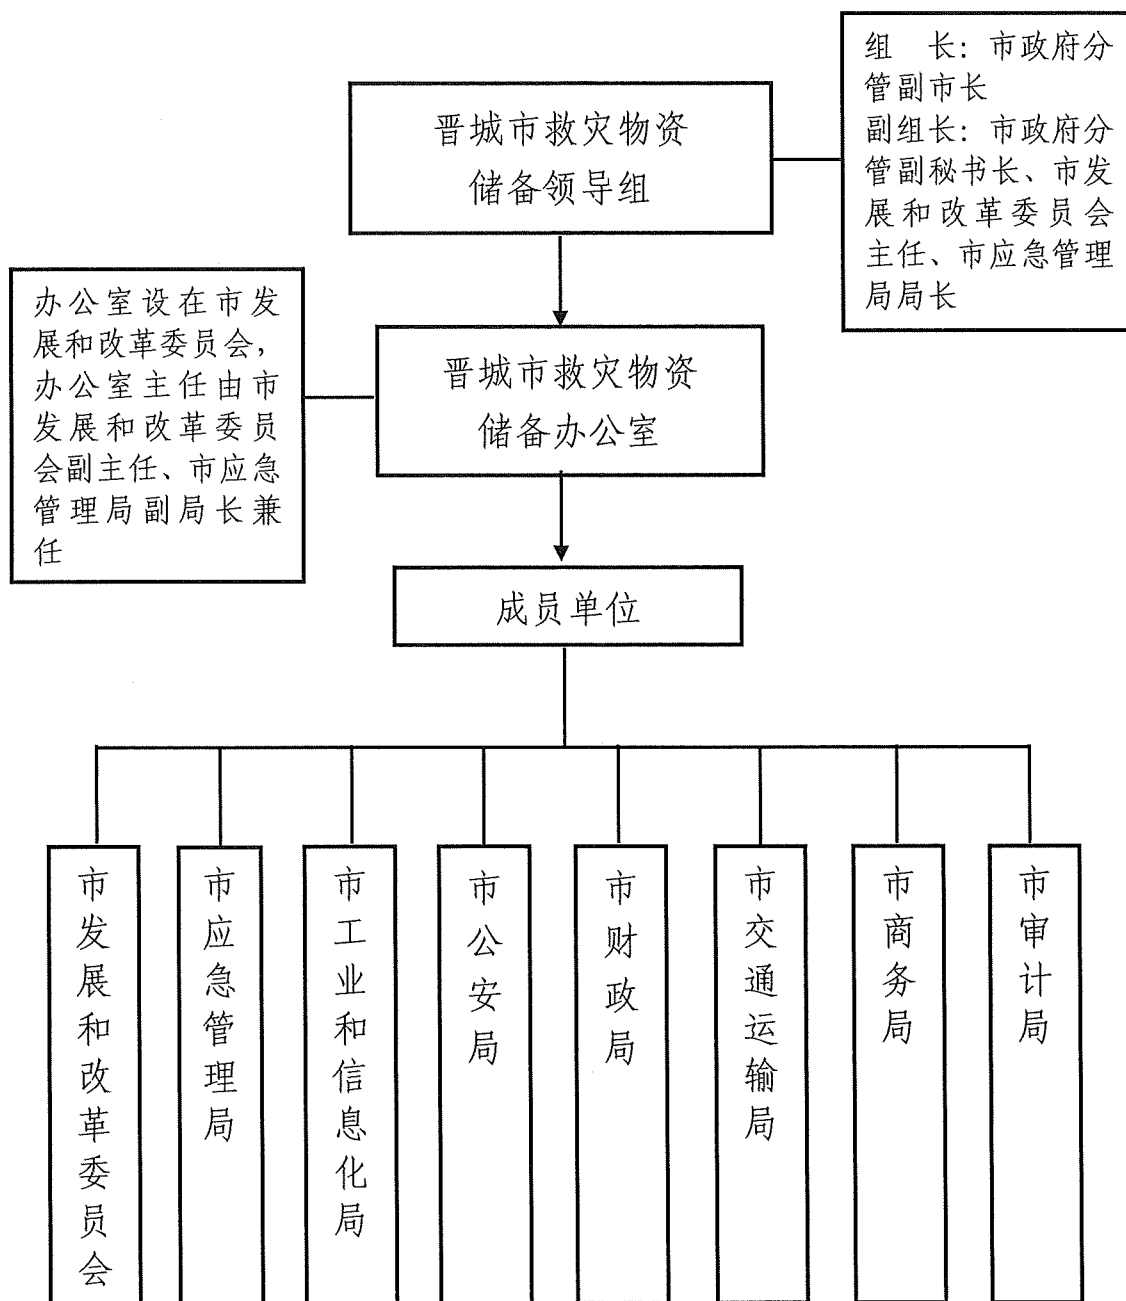 组 长：市政府分
管副市长
副组长：市政府分
管副秘书长、市发
展和改革委员会
主任、市应急管理
局局长
晋城市救灾物资
储备领导组
办公室设在市发
展和改革委员会，
办公室主任由市
发展和改革委员
会副主任、市应急
管理局副局长兼
任
晋城市救灾物资
储备办公室
成员单位
市发展和改革委员会
市应急管理局
市工业和信息化局
市公安局
市财政局
市交通运输局
市商务局
市审计局